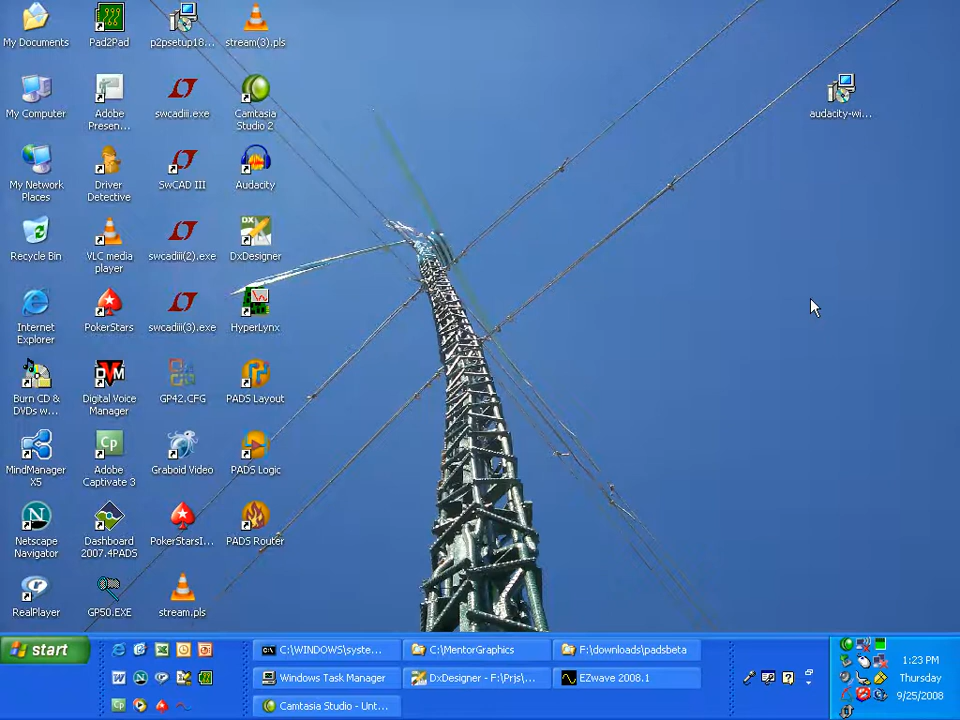 My Documents
Pad2Pad
p2psetup18...
stream(3).pls
My Computer
Adobe
Presen...
swcadiii.exe
Camtasia
Studio 2
audacity-wi...
My Network
Places
Driver
Detective
SwCAD III
Audacity
Recycle Bin
VLC media
player
swcadiii(2).exe
DxDesigner
Internet
Explorer
PokerStars
swcadiii(3).exe
HyperLynx
Burn CD &
DVDs w...
Digital Voice
Manager
GP42.CFG
PADS Layout
MindManager
X5
Adobe
Captivate 3
Graboid Video
PADS Logic
Netscape
Navigator
Dashboard
2007.4PADS
PokerStarsI...
PADS Router
RealPlayer
GP50.EXE
stream.pls
start
C:\WINDOWS\syste...
C:\MentorGraphics
F:\downloads\padsbeta
Windows Task Manager
DxDesigner - F:\Prjs\...
EZwave 2008.1
Camtasia Studio - Unt...
1:23 PM
Thursday
9/25/2008